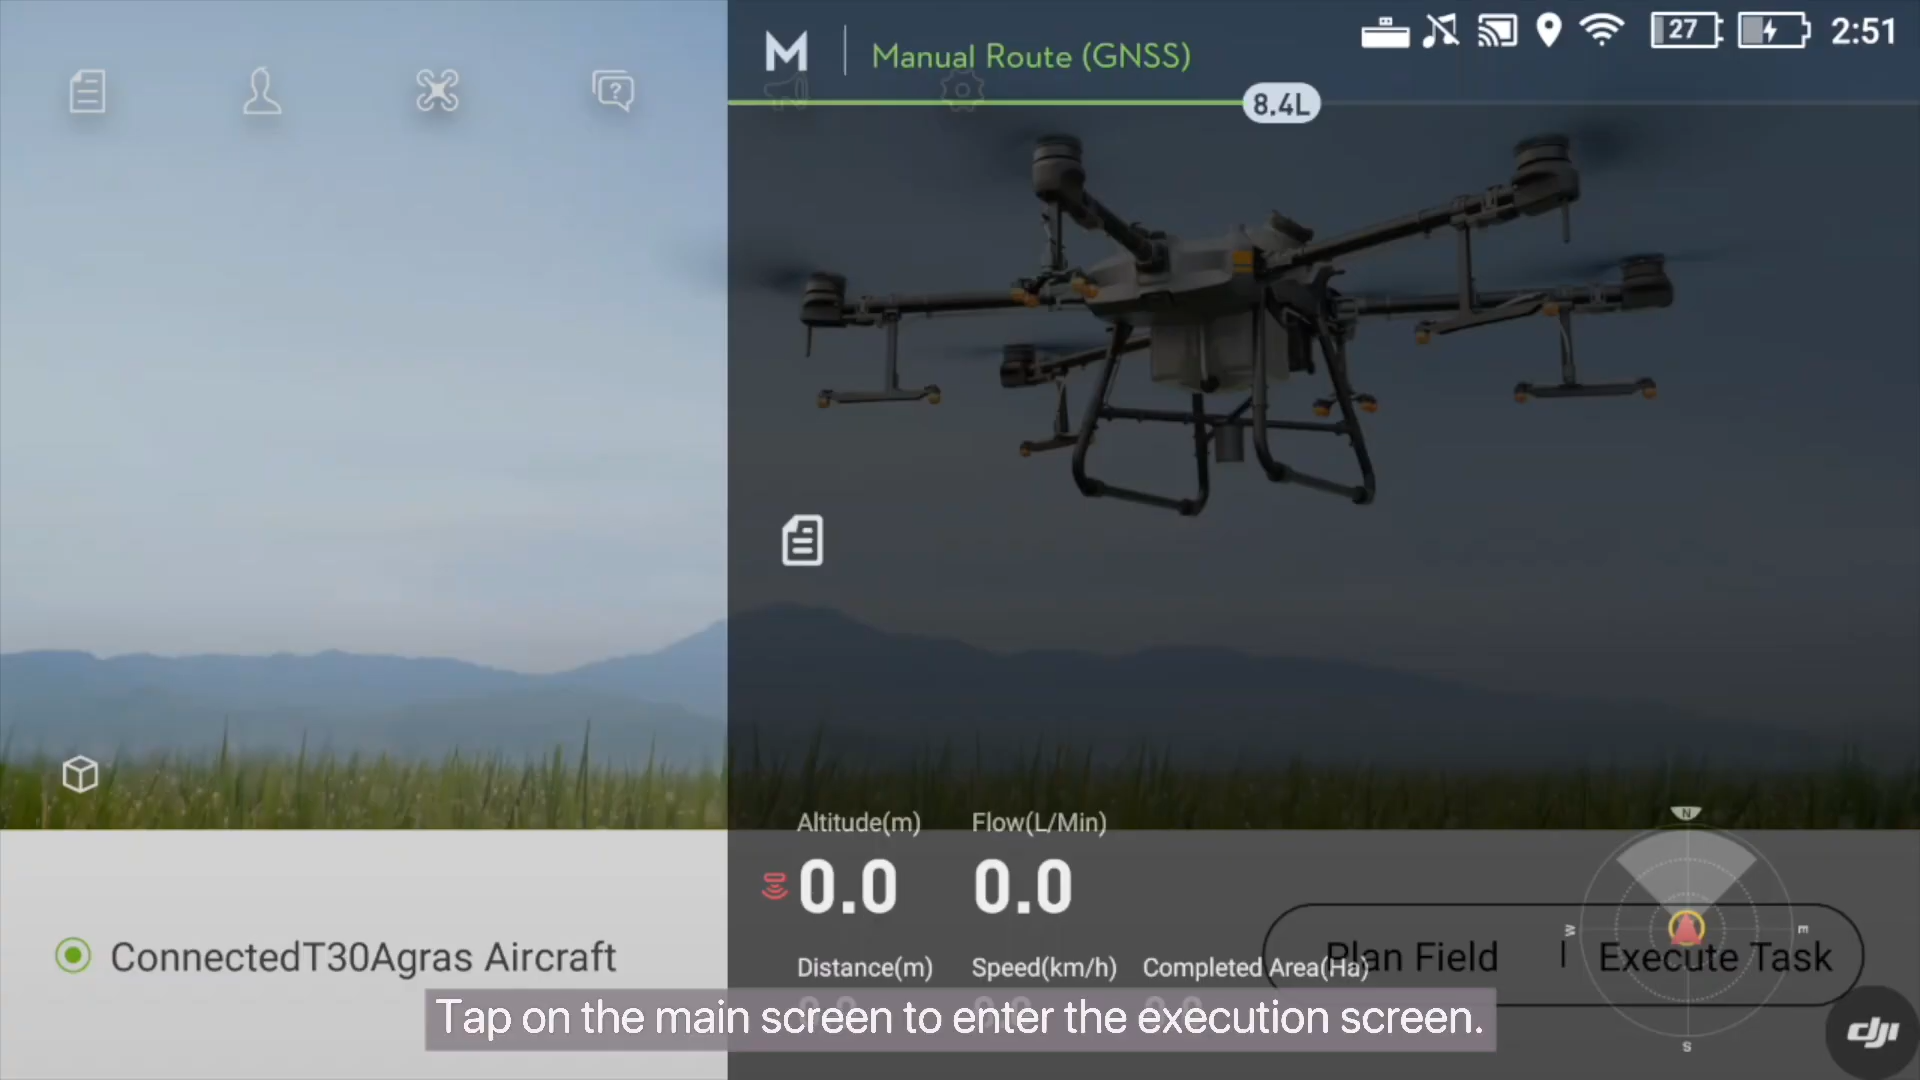 M
Manual Route (GNSS)
27
2:51
8.4L
Altitude(m)
Flow(L/Min)
0.0
0.0
N
W
E
S
ConnectedT30Agras Aircraft
Plan Field
Execute Task
Distance(m)
Speed(km/h)
Completed Area(Ha)
Tap on the main screen to enter the execution screen.
dji